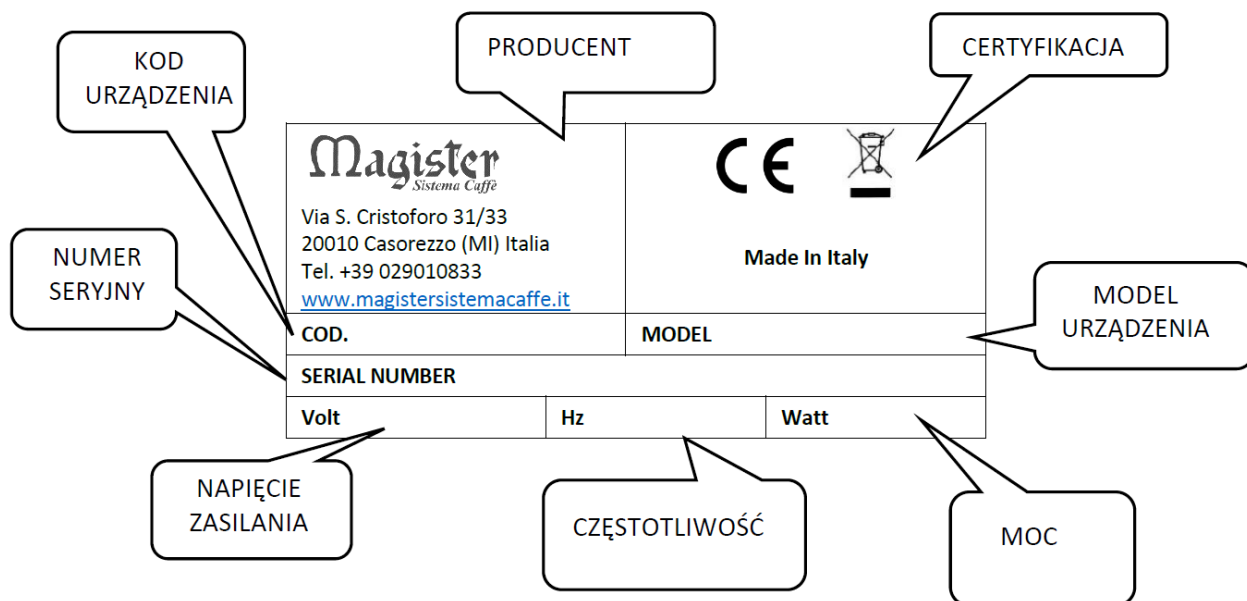 KOD
URZĄDZENIA
PRODUCENT
CERTYFIKACJA
Magister
Sistema Caffè
Via S. Cristoforo 31/33
20010 Casorezzo (MI) Italia
Tel. +39 029010833
www.magistersistemacaffe.it
CE
Made In Italy
NUMER
SERYJNY
MODEL
URZĄDZENIA
COD.
MODEL
SERIAL NUMBER
Volt
Hz
Watt
NAPIĘCIE
ZASILANIA
CZĘSTOTLIWOŚĆ
MOC